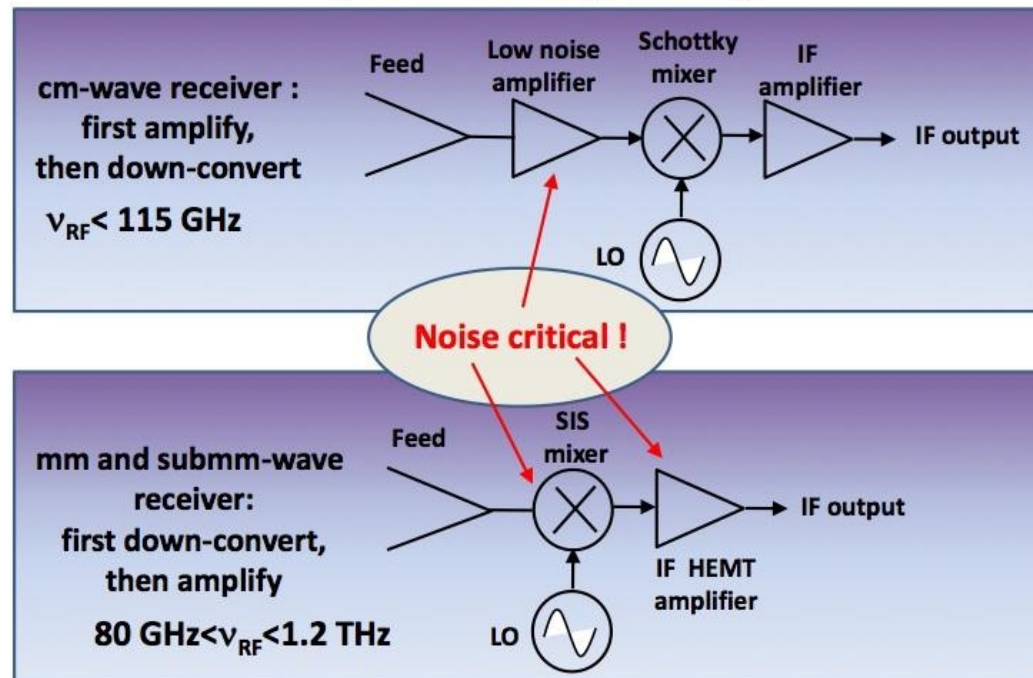 Feed
Low noise
amplifier
Schottky
mixer
IF
amplifier
IF output
LO
cm-wave receiver :
first amplify,
then down-convert
νRF< 115 GHz
Noise critical !
Feed
SIS
mixer
IF output
IF HEMT
amplifier
LO
mm and submm-wave
receiver:
first down-convert,
then amplify
80 GHz<νRF<1.2 THz